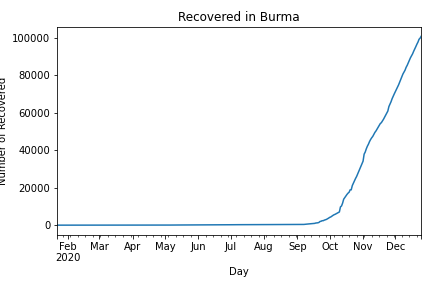 Recovered in Burma
Number of Recovered
100000
80000
60000
40000
20000
0
Feb Mar Apr May Jun Jul Aug Sep Oct Nov Dec
2020
Day